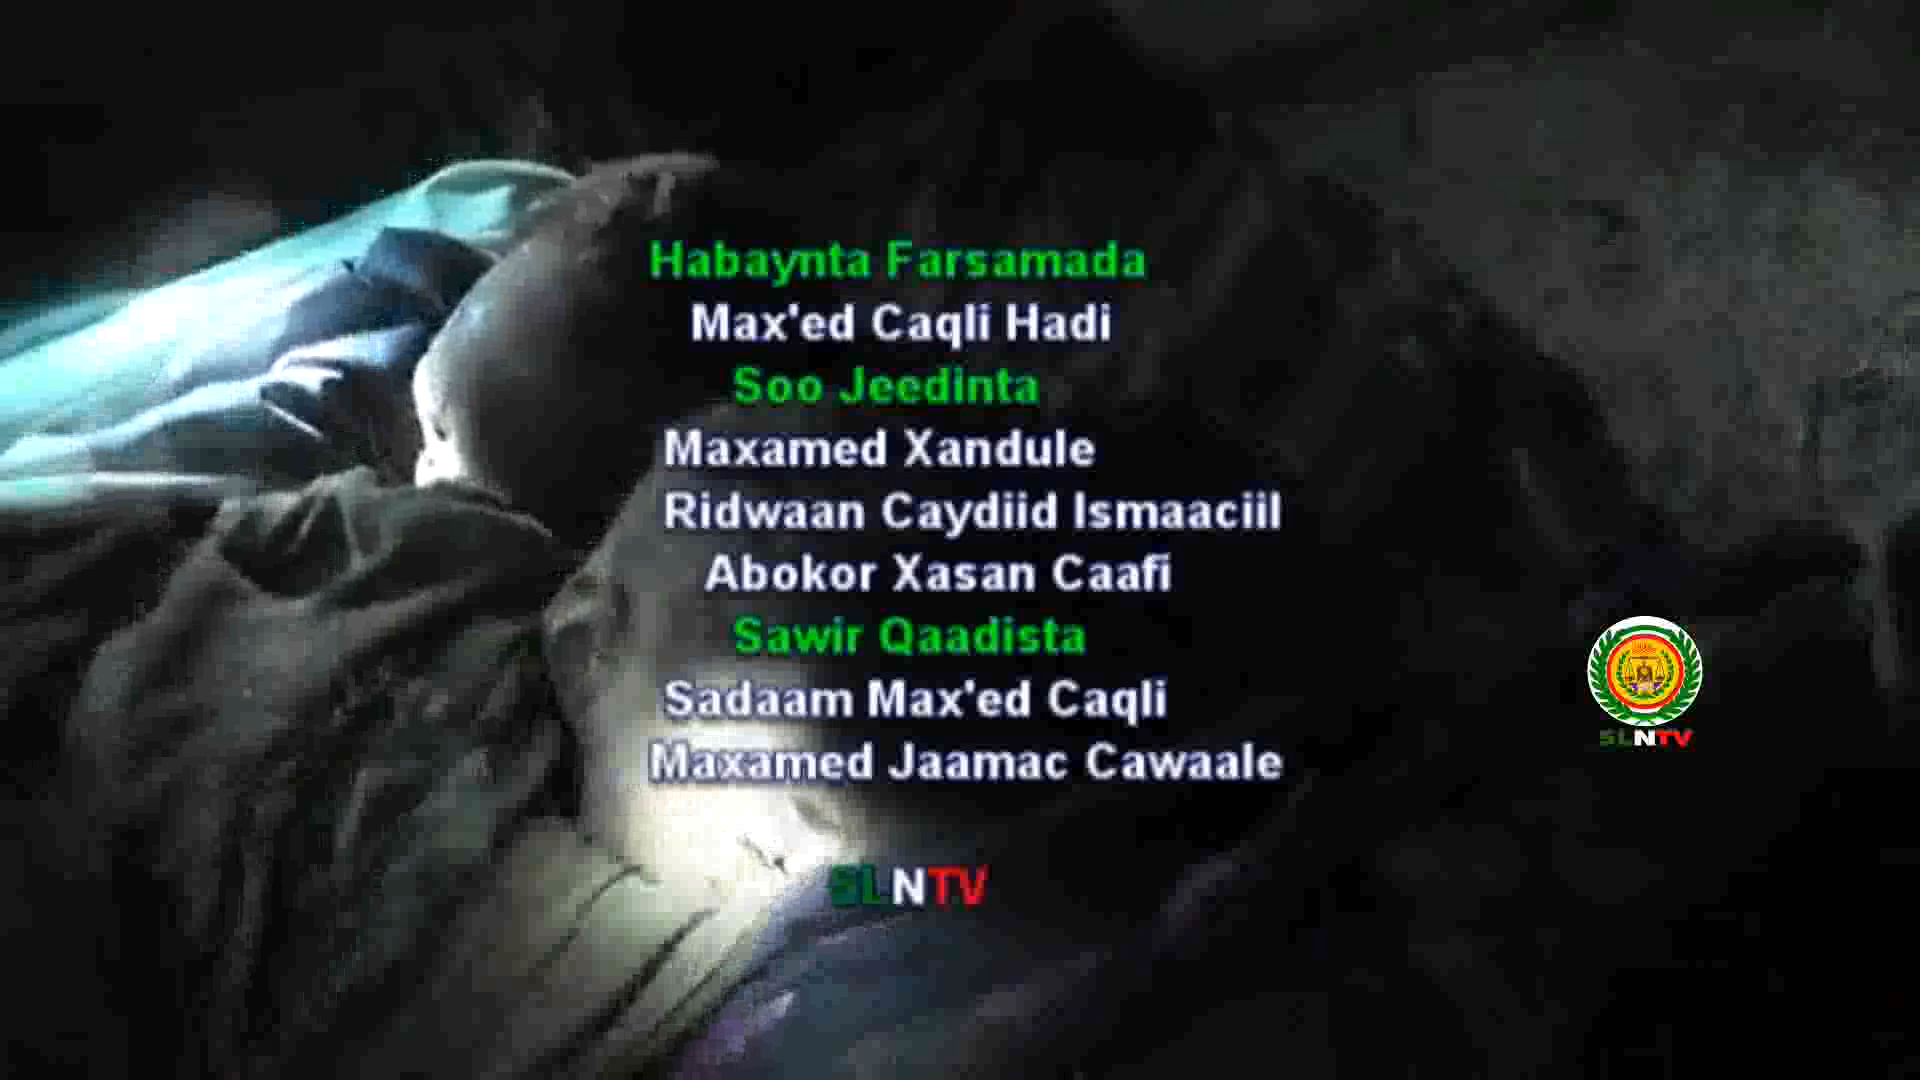 Habaynta Farsamada
Max'ed Caqli Hadi
Soo Jeedinta
Maxamed Xandule
Ridwaan Caydiid Ismaaciil
Abokor Xasan Caafi
Sawir Qaadista
Sadaam Max'ed Caqli
Maxamed Jaamac Cawaale
SLNTV
SLNTV